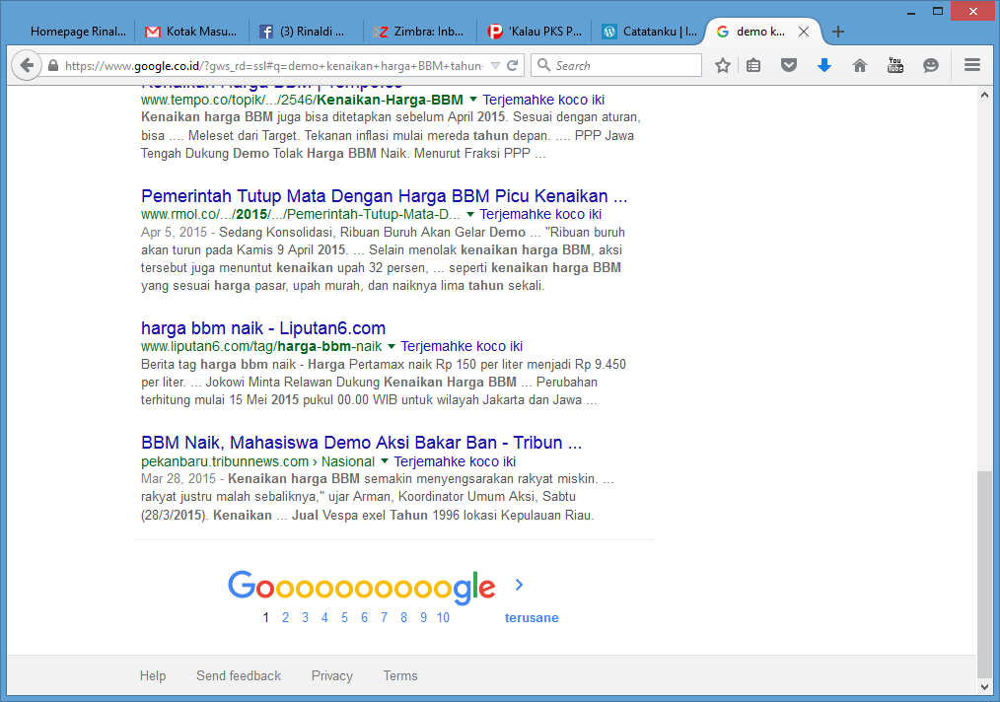 Homepage Rinal...
Kotak Masu...
(3) Rinaldi ...
Zimbra: Inb...
'Kalau PKS P...
Catatanku | I...
demo k...
https://www.google.co.id/?gws_rd=ssl#q=demo+kenaikan+harga+BBM+tahun-
Search
You
Tube
Kenaikan Harga BBM | Tempo.co
www.tempo.co/topik/.../2546/Kenaikan-Harga-BBM Terjemahke koco iki
Kenaikan harga BBM juga bisa ditetapkan sebelum April 2015. Sesuai dengan aturan,
bisa .... Meleset dari Target. Tekanan inflasi mulai mereda tahun depan. .... PPP Jawa
Tengah Dukung Demo Tolak Harga BBM Naik. Menurut Fraksi PPP ...
Pemerintah Tutup Mata Dengan Harga BBM Picu Kenaikan ...
www.rmol.co/.../2015/.../Pemerintah-Tutup-Mata-D... Terjemahke koco iki
Apr 5, 2015 - Sedang Konsolidasi, Ribuan Buruh Akan Gelar Demo ... "Ribuan buruh
akan turun pada Kamis 9 April 2015. ... Selain menolak kenaikan harga BBM, aksi
tersebut juga menuntut kenaikan upah 32 persen, ... seperti kenaikan harga BBM
yang sesuai harga pasar, upah murah, dan naiknya lima tahun sekali.
harga bbm naik - Liputan6.com
www.liputan6.com/tag/harga-bbm-naik Terjemahke koco iki
Berita tag harga bbm naik - Harga Pertamax naik Rp 150 per liter menjadi Rp 9.450
per liter. ... Jokowi Minta Relawan Dukung Kenaikan Harga BBM ... Perubahan
terhitung mulai 15 Mei 2015 pukul 00.00 WIB untuk wilayah Jakarta dan Jawa ...
BBM Naik, Mahasiswa Demo Aksi Bakar Ban - Tribun ...
pekanbaru.tribunnews.com › Nasional Terjemahke koco iki
Mar 28, 2015 - Kenaikan harga BBM semakin menyengsarakan rakyat miskin. ...
rakyat justru malah sebaliknya," ujar Arman, Koordinator Umum Aksi, Sabtu
(28/3/2015). Kenaikan ... Jual Vespa exel Tahun 1996 lokasi Kepulauan Riau.
Goooooooooogle >
1 2 3 4 5 6 7 8 9 10 terusane
Help Send feedback Privacy Terms